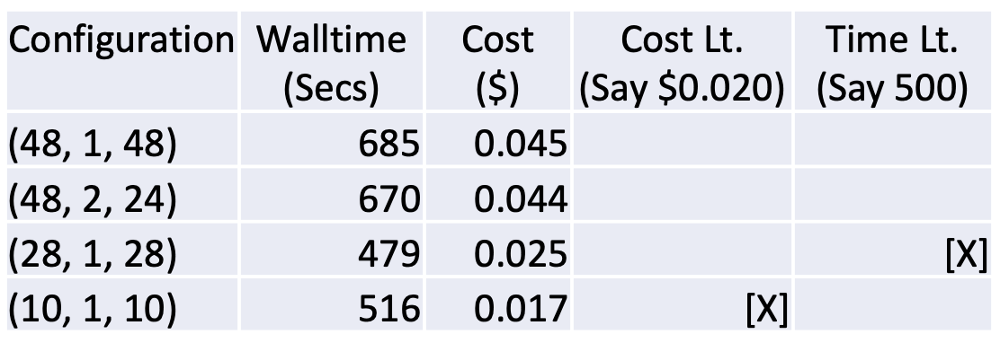 Configuration Walltime (Secs) Cost ($) Cost Lt. (Say $0.020) Time Lt. (Say 500)
(48, 1, 48) 685 0.045
(48, 2, 24) 670 0.044
(28, 1, 28) 479 0.025 [X]
(10, 1, 10) 516 0.017 [X]